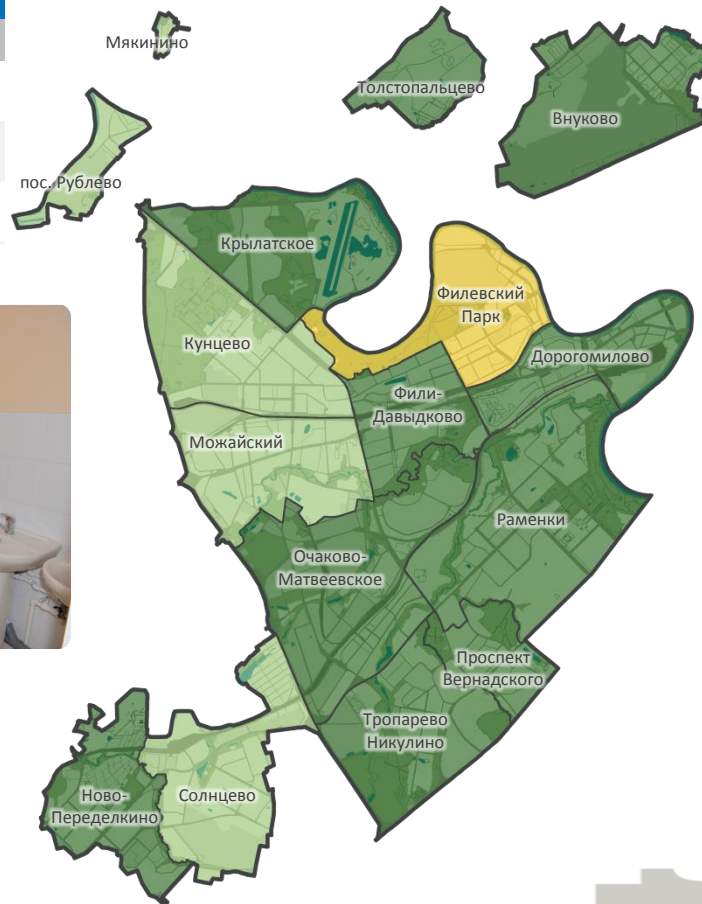 Мякинино
Толстопальцево
Внуково
пос. Рублево
Крылатское
Филевский
Парк
Кунцево
Дорогомилово
Фили-
Давыдково
Можайский
Раменки
Очаково-
Матвеевское
Проспект
Вернадского
Тропарево
Никулино
Ново-
Переделкино
Солнцево